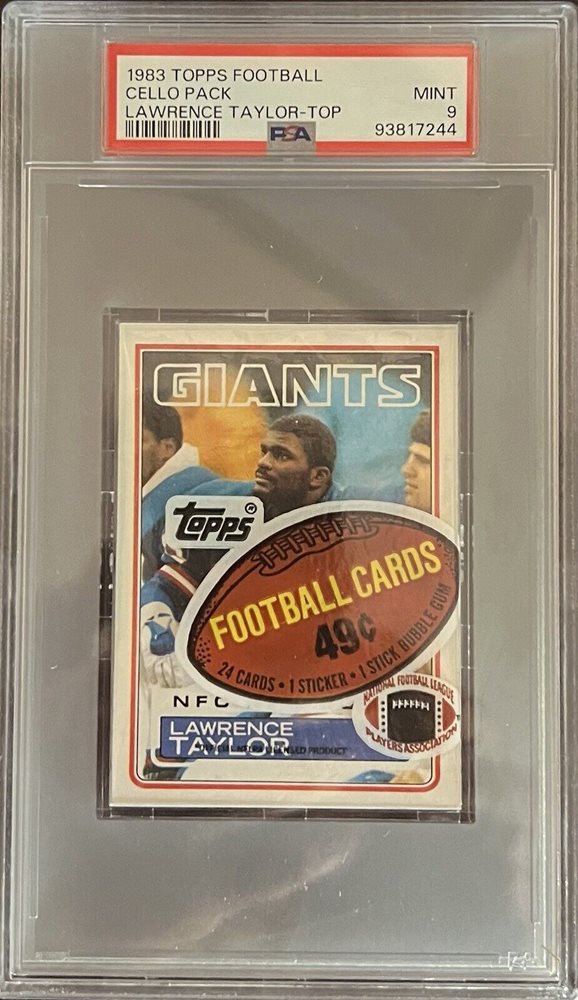 1983 TOPPS FOOTBALL
CELLO PACK MINT
LAWRENCE TAYLOR-TOP 9
PSA 93817244
GIANTS
TOPPS ®
FOOTBALL CARDS
49¢
24 CARDS • 1 STICKER • 1 STICK BUBBLE GUM
NFC
NATIONAL FOOTBALL LEAGUE
PLAYERS ASSOCIATION
LAWRENCE
TAYLOR